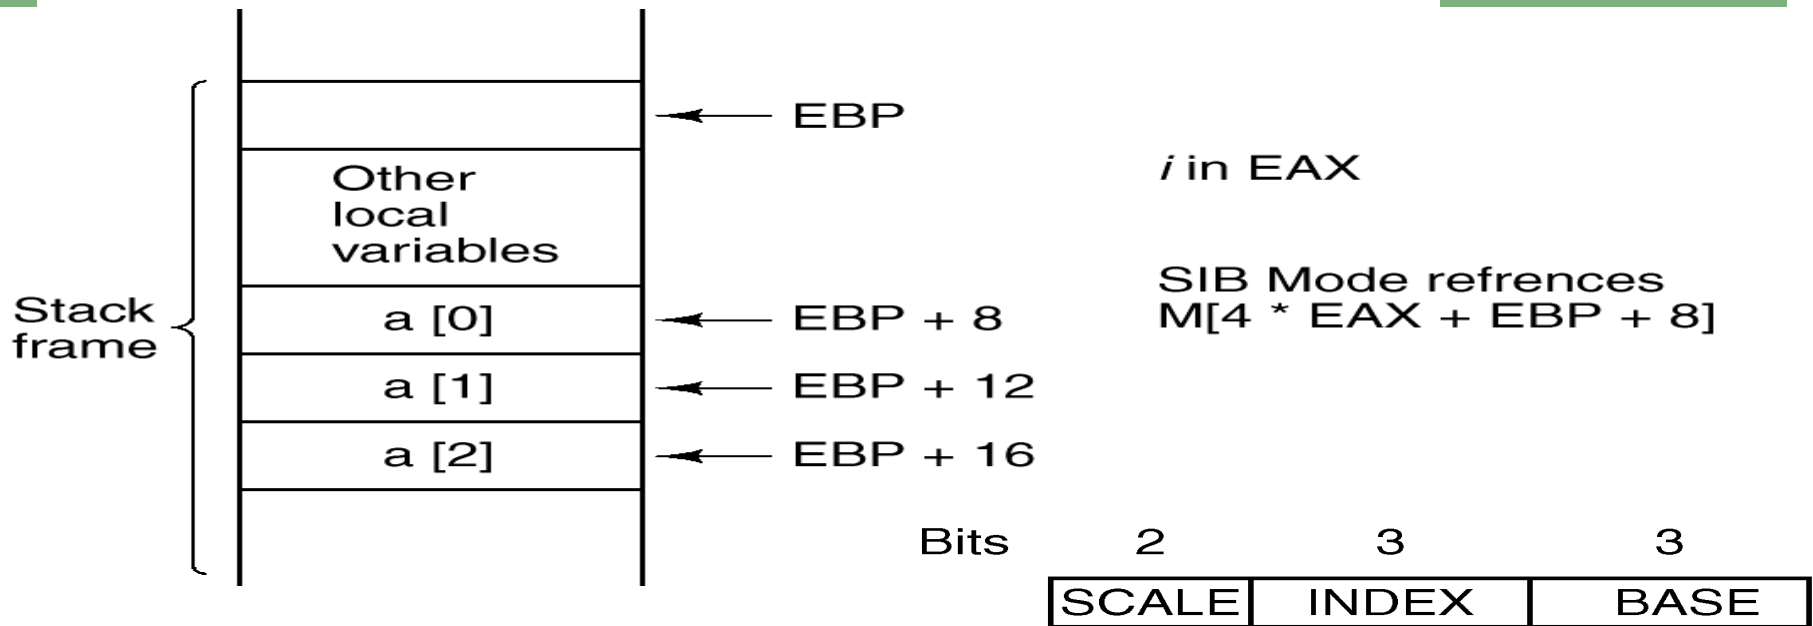 EBP
i in EAX
Other
local
variables
SIB Mode refrences
M[4 * EAX + EBP + 8]
Stack
frame
a [0]
EBP + 8
a [1]
EBP + 12
a [2]
EBP + 16
Bits 2 3 3
SCALE INDEX BASE